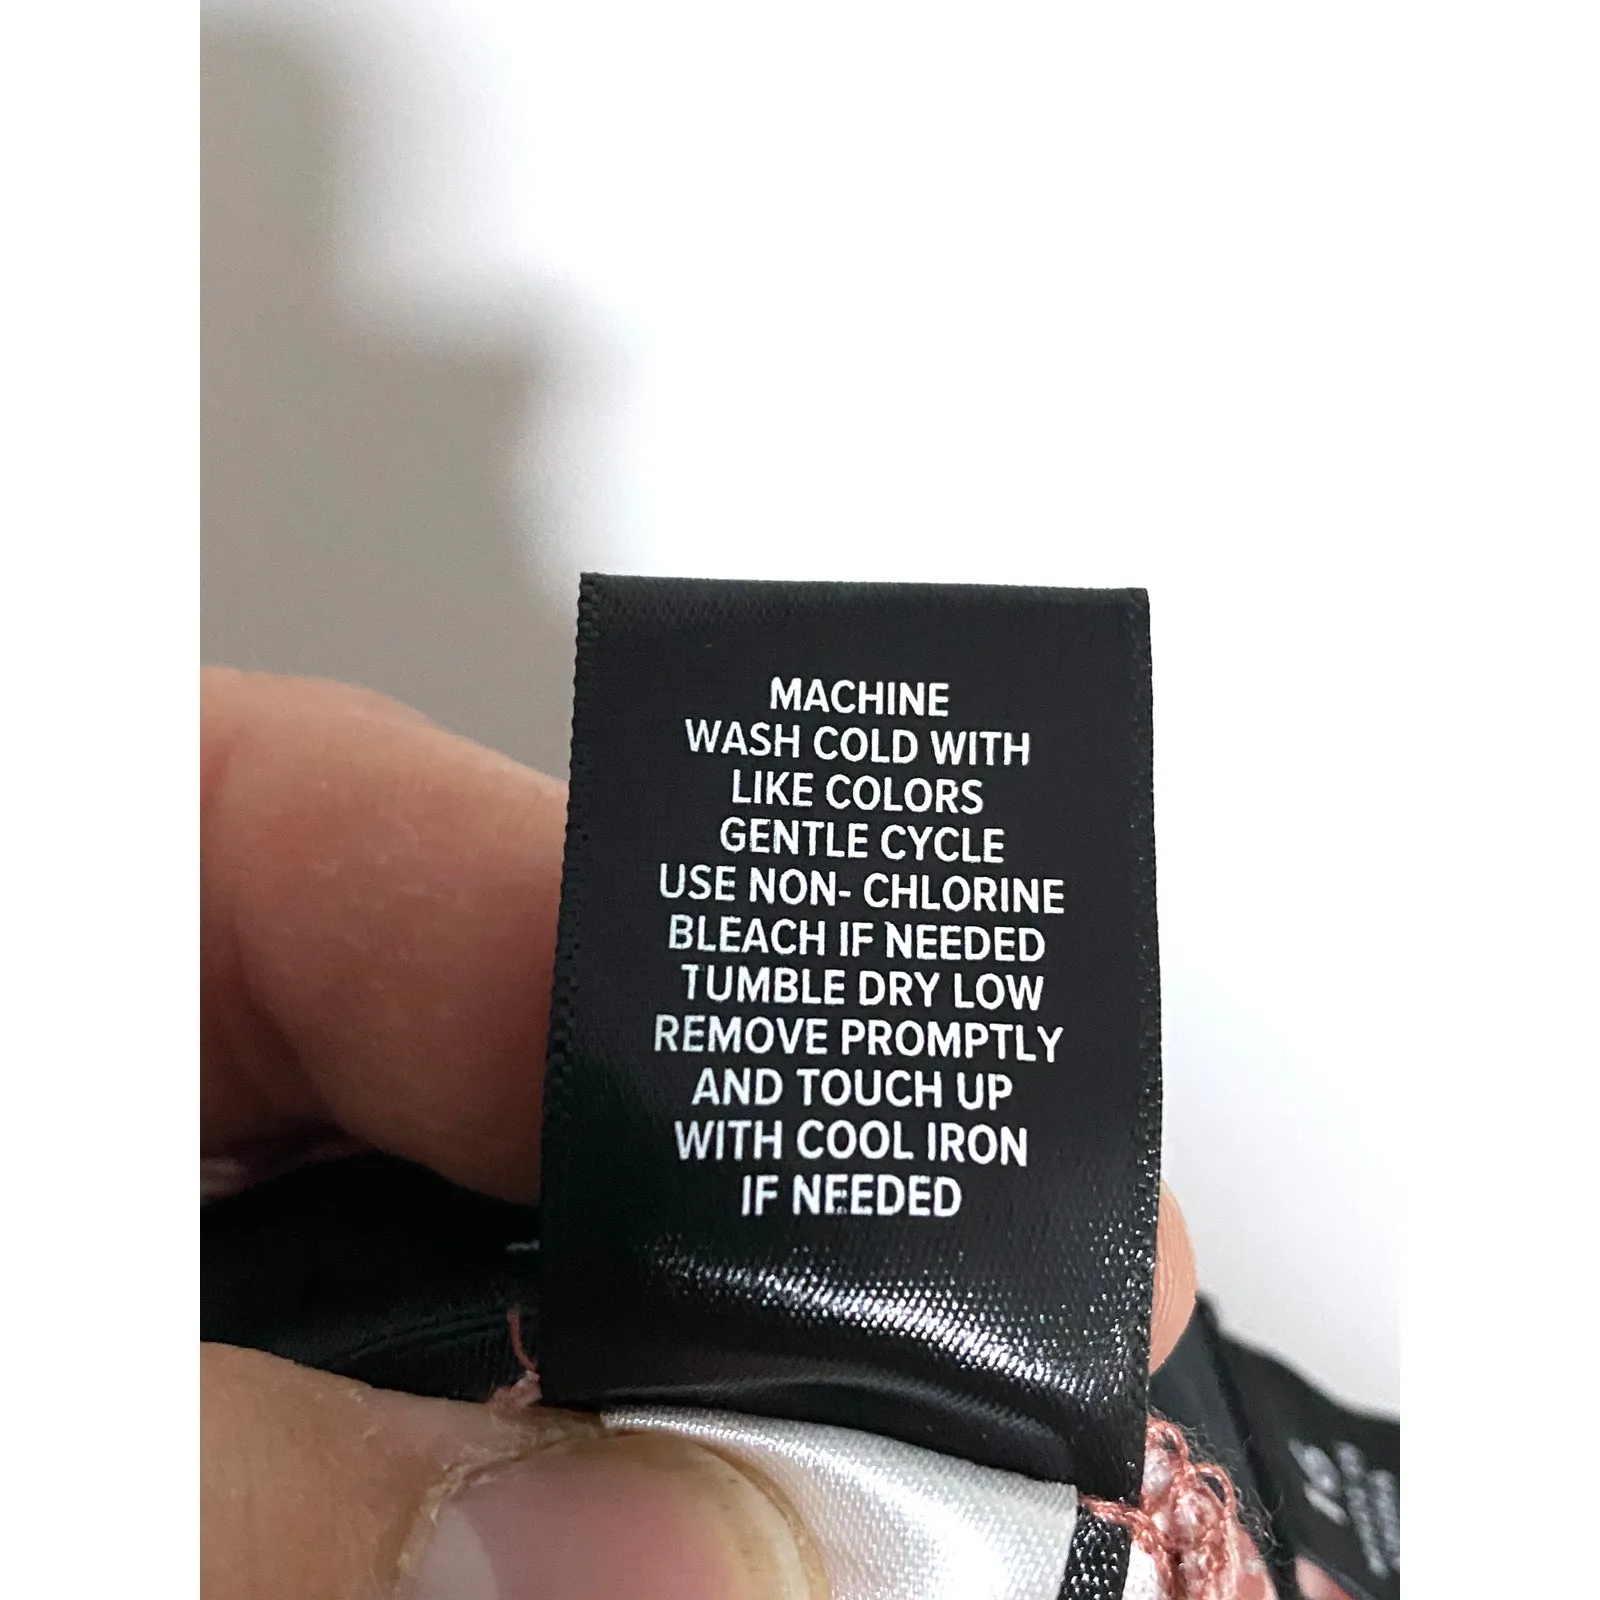 MACHINE
WASH COLD WITH
LIKE COLORS
GENTLE CYCLE
USE NON- CHLORINE
BLEACH IF NEEDED
TUMBLE DRY LOW
REMOVE PROMPTLY
AND TOUCH UP
WITH COOL IRON
IF NEEDED